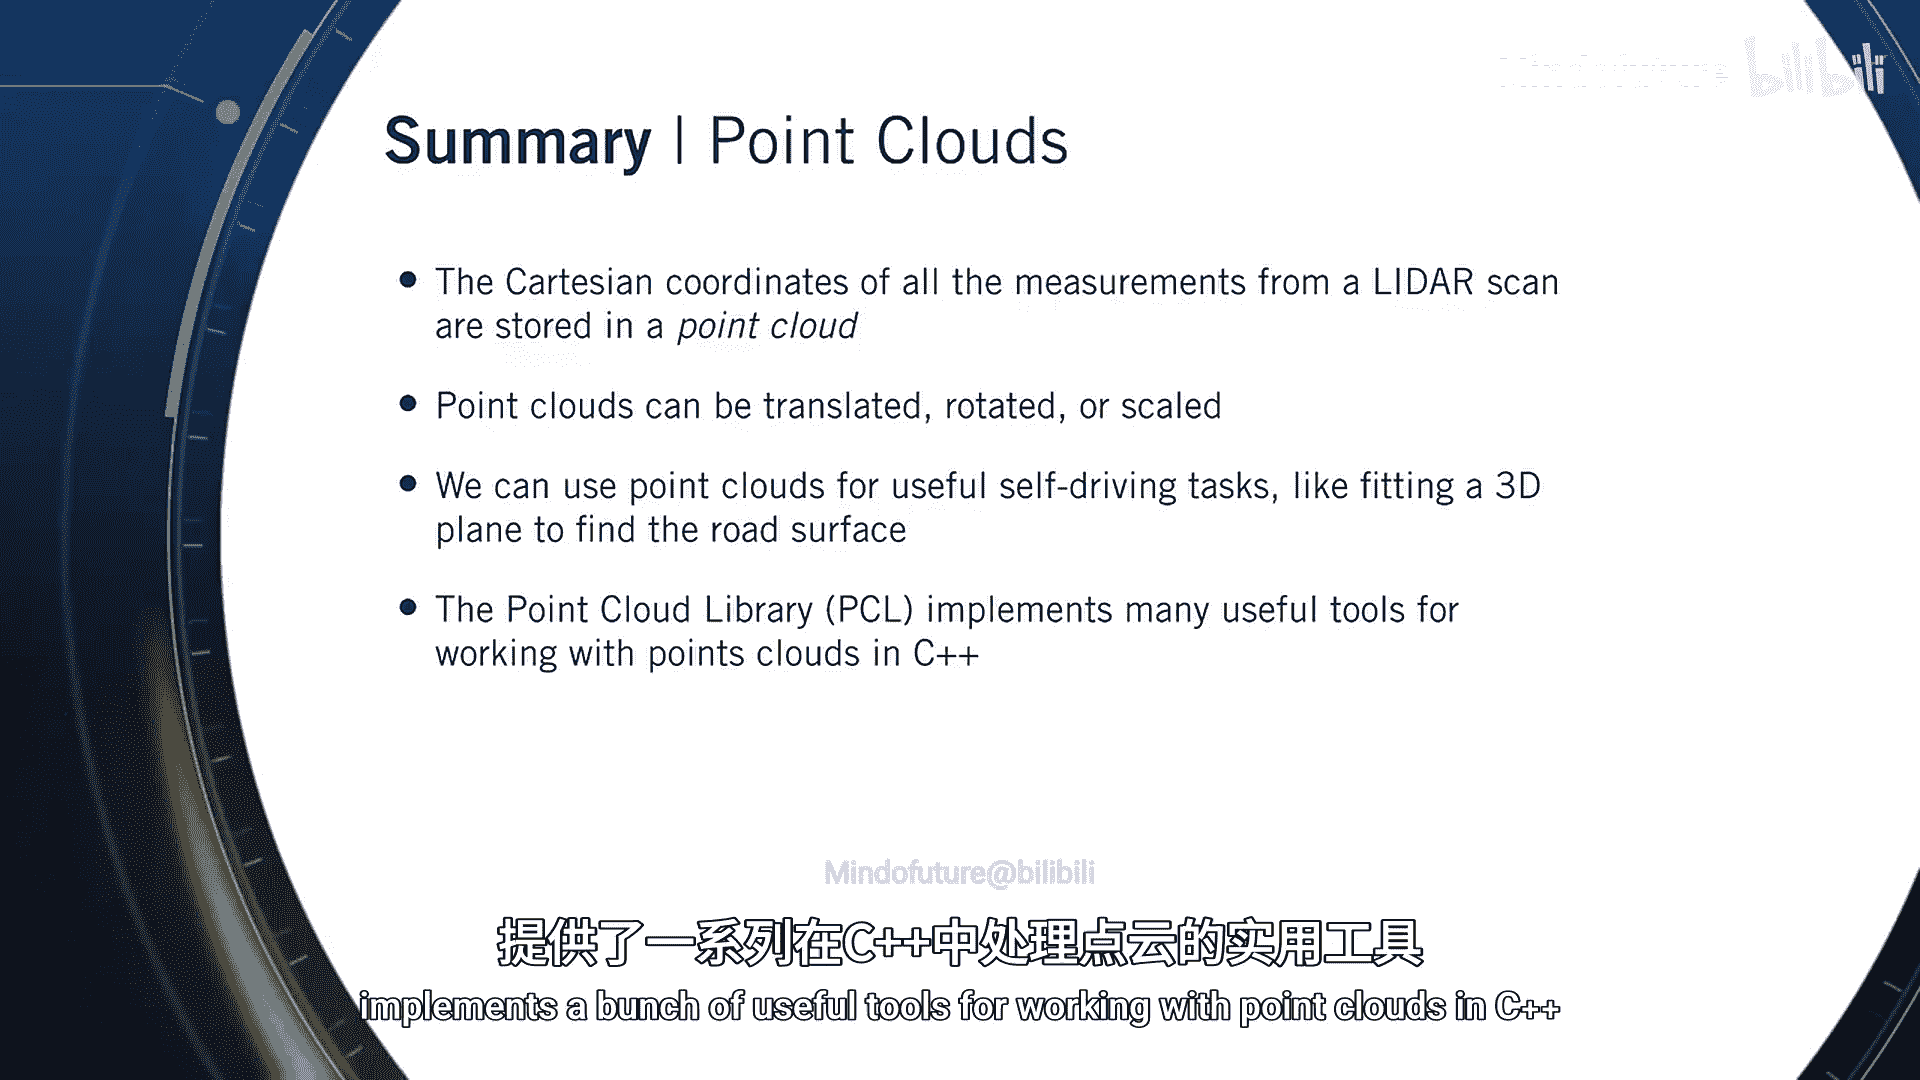 Mindofuture bilibili
Summary | Point Clouds
• The Cartesian coordinates of all the measurements from a LIDAR scan
are stored in a point cloud
• Point clouds can be translated, rotated, or scaled
• We can use point clouds for useful self-driving tasks, like fitting a 3D
plane to find the road surface
• The Point Cloud Library (PCL) implements many useful tools for
working with points clouds in C++
Mindofuture@bilibili
提供了一系列在C++中处理点云的实用工具
implements a bunch of useful tools for working with point clouds in C++